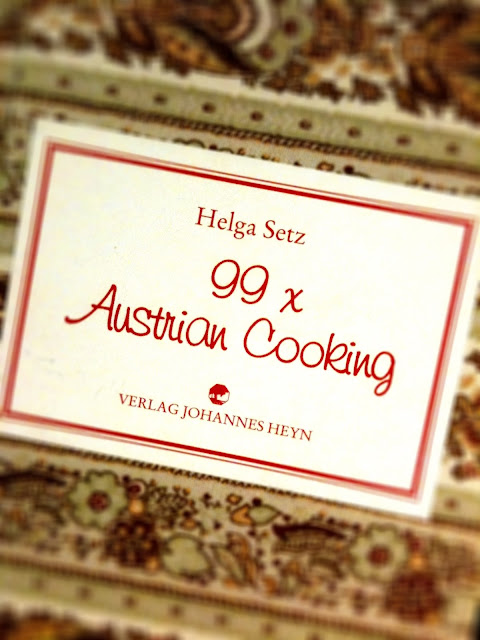 Helga Setz
99 x
Austrian Cooking
VERLAG JOHANNES HEYN